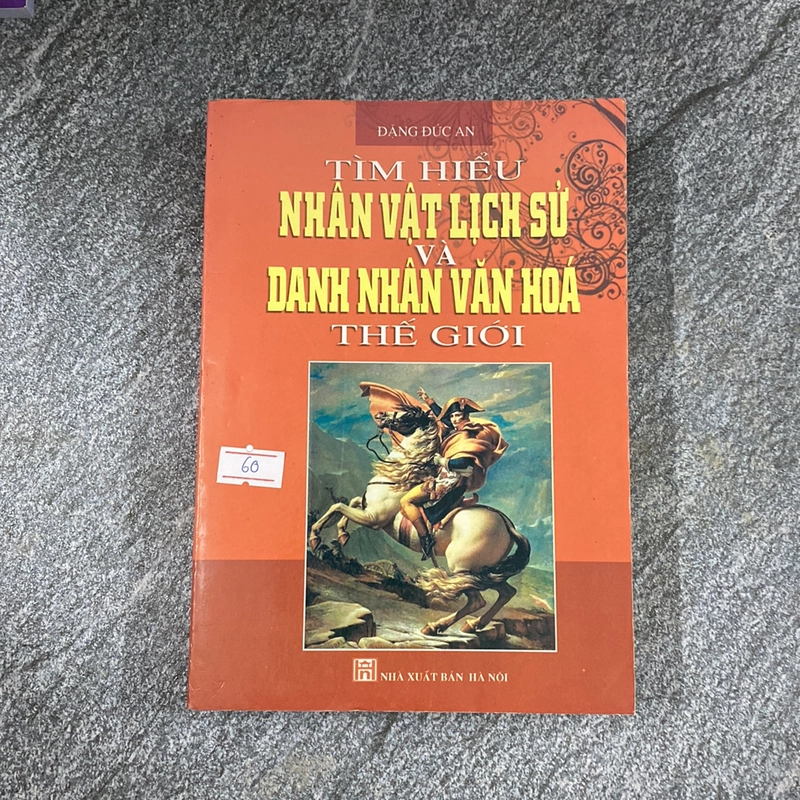 ĐẶNG ĐỨC AN
TÌM HIỂU
NHÂN VẬT LỊCH SỬ
VÀ
DANH NHÂN VĂN HOÁ
THẾ GIỚI
60
NHÀ XUẤT BẢN HÀ NỘI